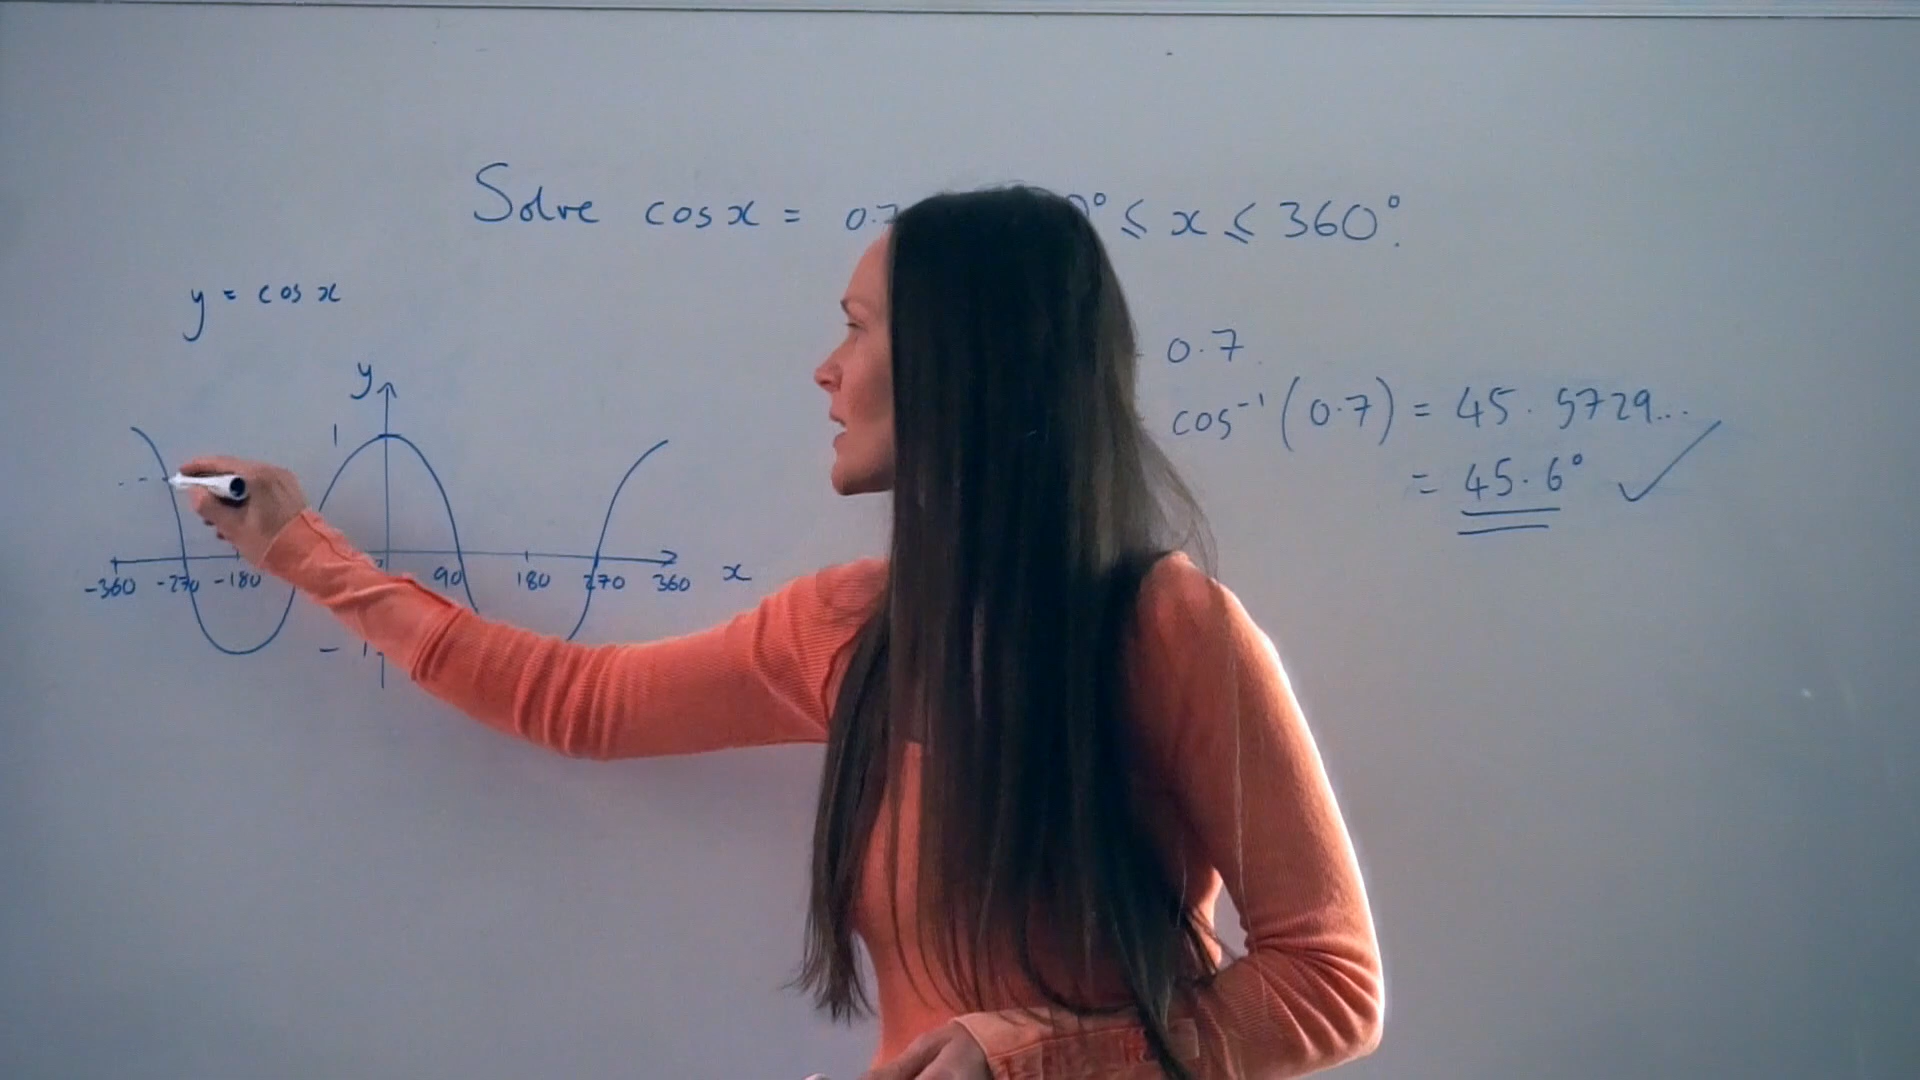 Solve cos x = 0.7 0° ≤ x ≤ 360°.
y = cos x
y
1
-360 -270 -180 90 180 270 360 x
-1
0.7
cos⁻¹ (0.7) = 45.5729...
= 45.6° ✓